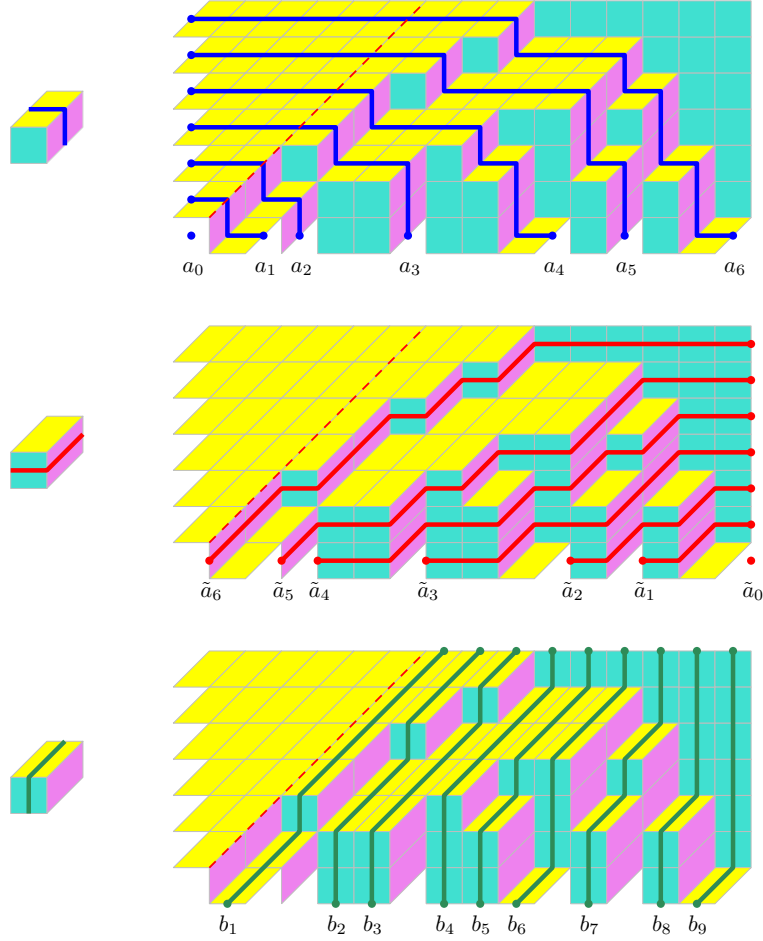 a₀ a₁ a₂ a₃ a₄ a₅ a₆
ã₆ ã₅ ã₄ ã₃ ã₂ ã₁ ã₀
b₁ b₂ b₃ b₄ b₅ b₆ b₇ b₈ b₉